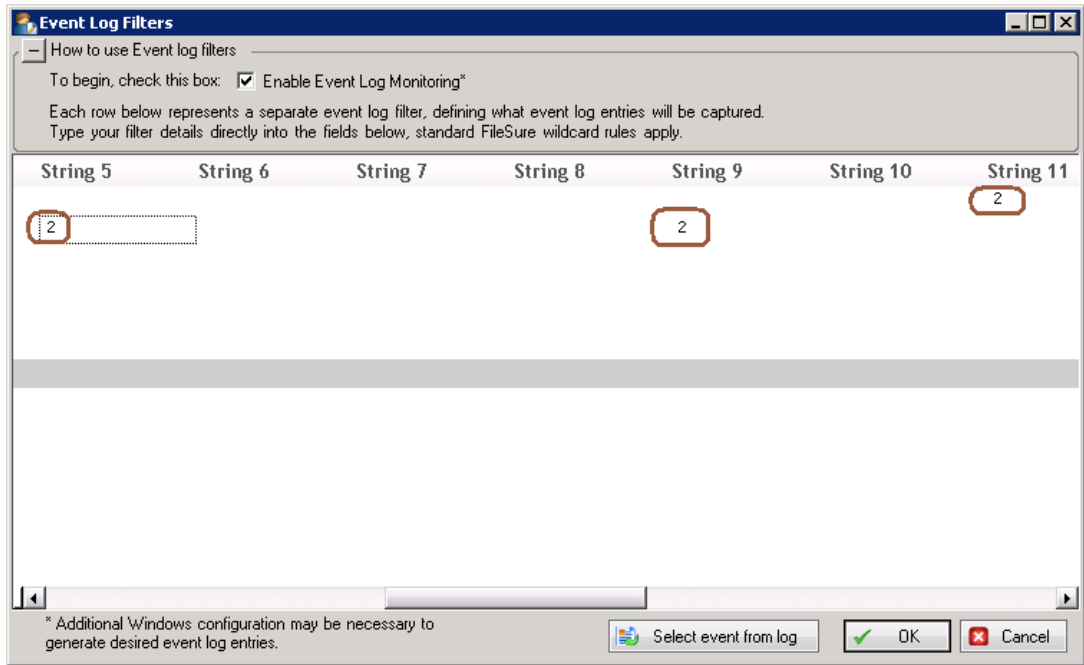 Event Log Filters
How to use Event log filters
To begin, check this box: Enable Event Log Monitoring*
Each row below represents a separate event log filter, defining what event log entries will be captured.
Type your filter details directly into the fields below, standard FileSure wildcard rules apply.
String 5 String 6 String 7 String 8 String 9 String 10 String 11
2
2 2
* Additional Windows configuration may be necessary to
generate desired event log entries.
Select event from log OK Cancel